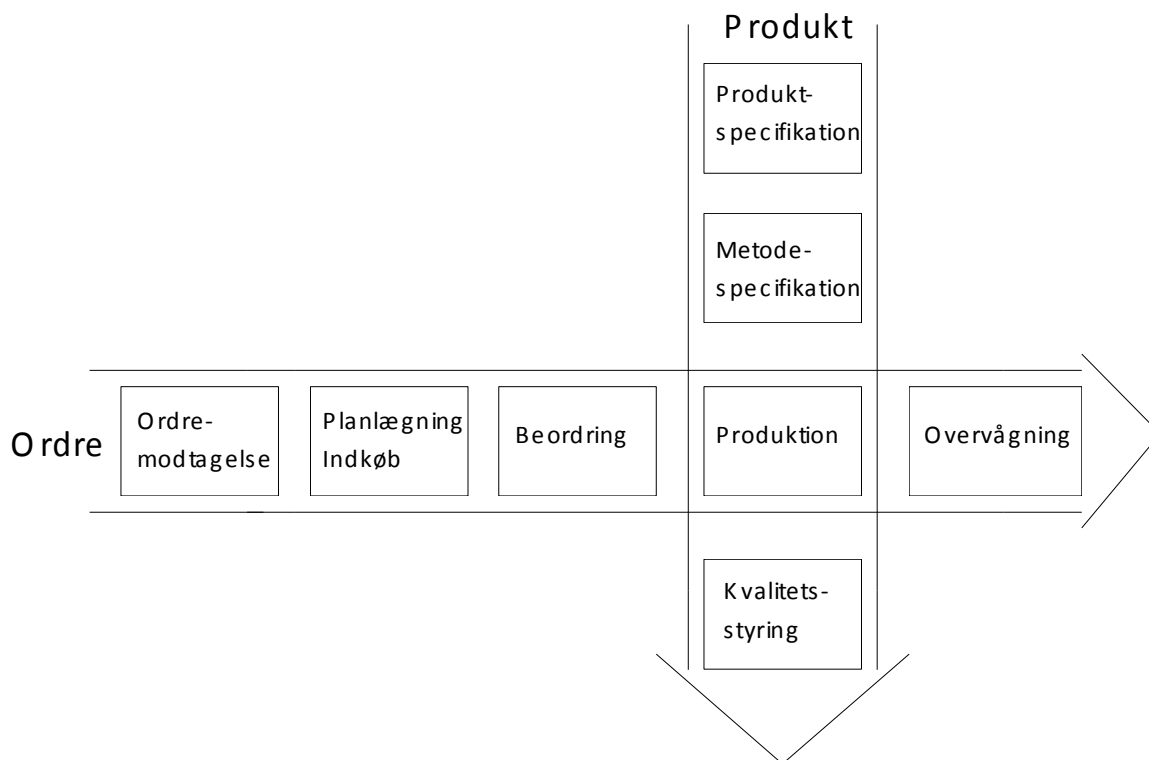 Produkt
Produkt-
specifikation
Metode-
specifikation
Ordre
Ordre-
modtagelse
Planlægning
Indkøb
Beordring
Produktion
Overvågning
Kvalitets-
styring